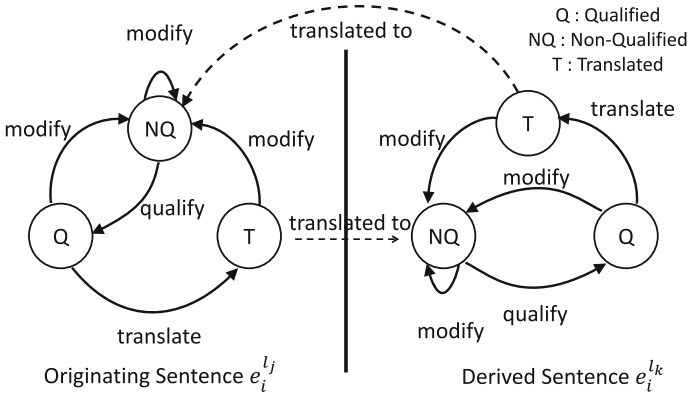 modify
translated to
Q : Qualified
NQ : Non-Qualified
T : Translated
modify
NQ
modify
qualify
Q
T
translate
translated to
T
translate
modify
modify
NQ
Q
qualify
modify
Originating Sentence $e_i^{l_j}$
Derived Sentence $e_i^{l_k}$